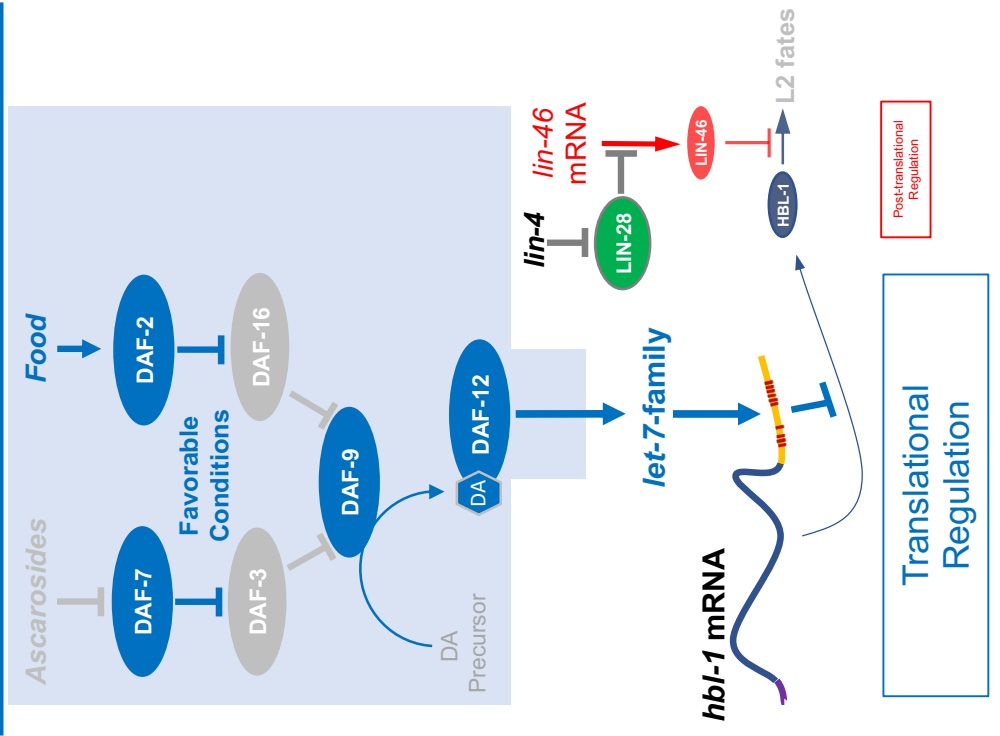 Ascarosides
Food
DAF-7
Favorable
Conditions
DAF-2
DAF-3
DAF-16
DAF-9
DA
Precursor
DA
DAF-12
let-7-family
lin-4
lin-46
mRNA
LIN-28
LIN-46
hbl-1 mRNA
HBL-1
L2 fates
Translational
Regulation
Post-translational
Regulation